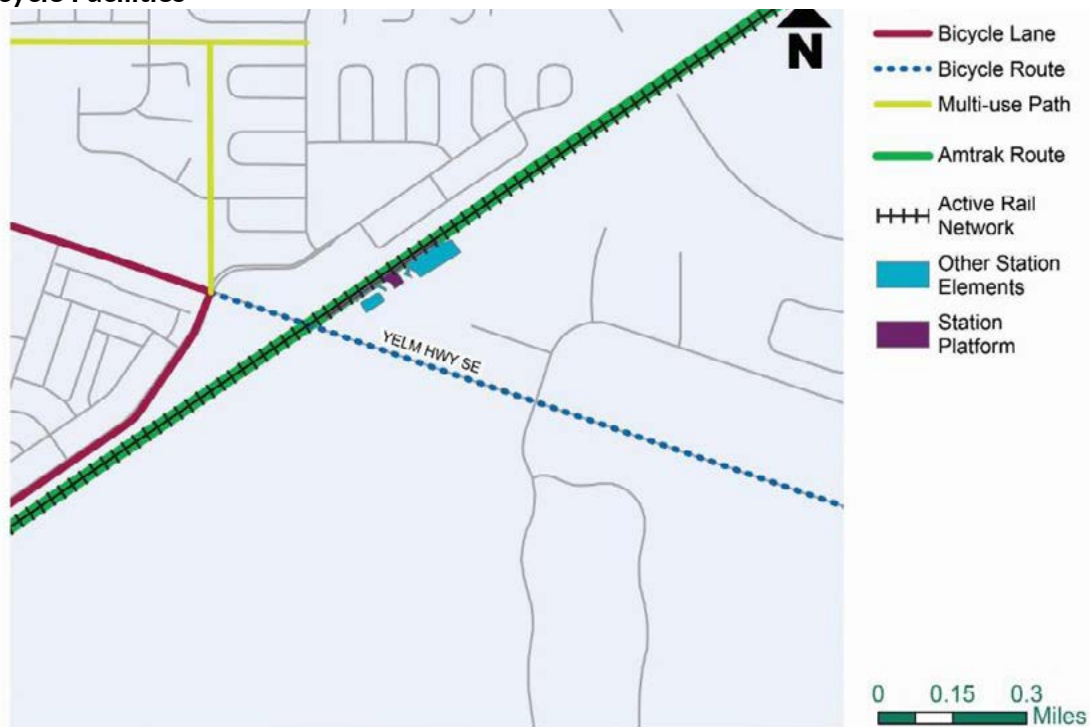 Facilities
N
Bicycle Lane
Bicycle Route
Multi-use Path
Amtrak Route
Active Rail
Network
Other Station
Elements
Station
Platform
YELM HWY SE
0 0.15 0.3
Miles